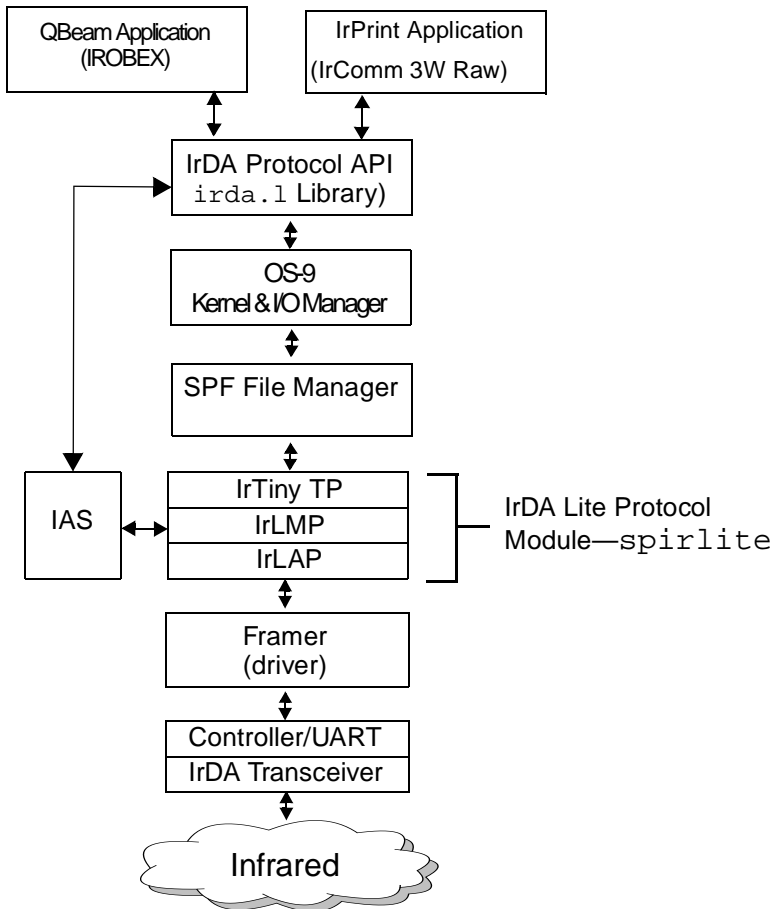 QBeam Application
(IROBEX)
IrPrint Application
(IrComm 3W Raw)
IrDA Protocol API
irda.l Library)
OS-9
Kernel & I/O Manager
SPF File Manager
IAS
IrTiny TP
IrLMP
IrLAP
IrDA Lite Protocol
Module—spirlite
Framer
(driver)
Controller/UART
IrDA Transceiver
Infrared